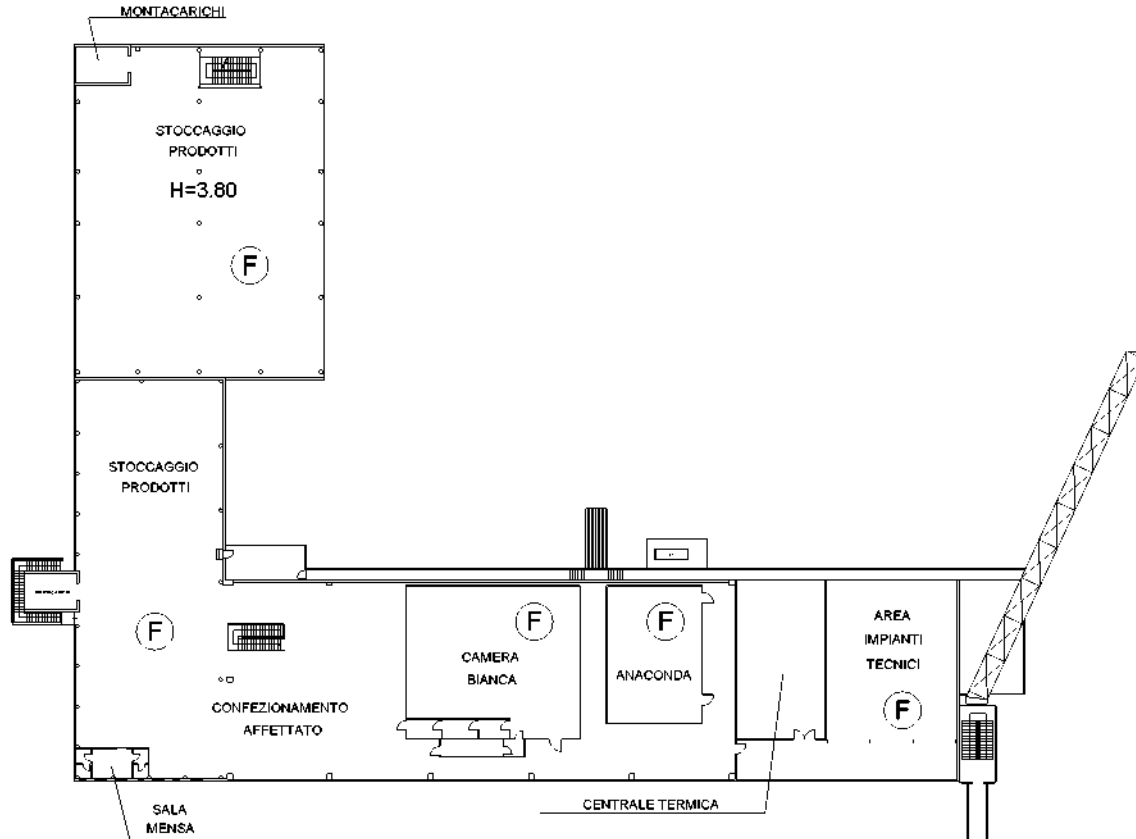 MONTACARICHI
STOCCAGGIO
PRODOTTI
H=3.80
F
STOCCAGGIO
PRODOTTI
F
F
F
CAMERA
BIANCA
ANACONDA
AREA
IMPIANTI
TECNICI
F
CONFEZIONAMENTO
AFFETTATO
SALA
MENSA
CENTRALE TERMICA